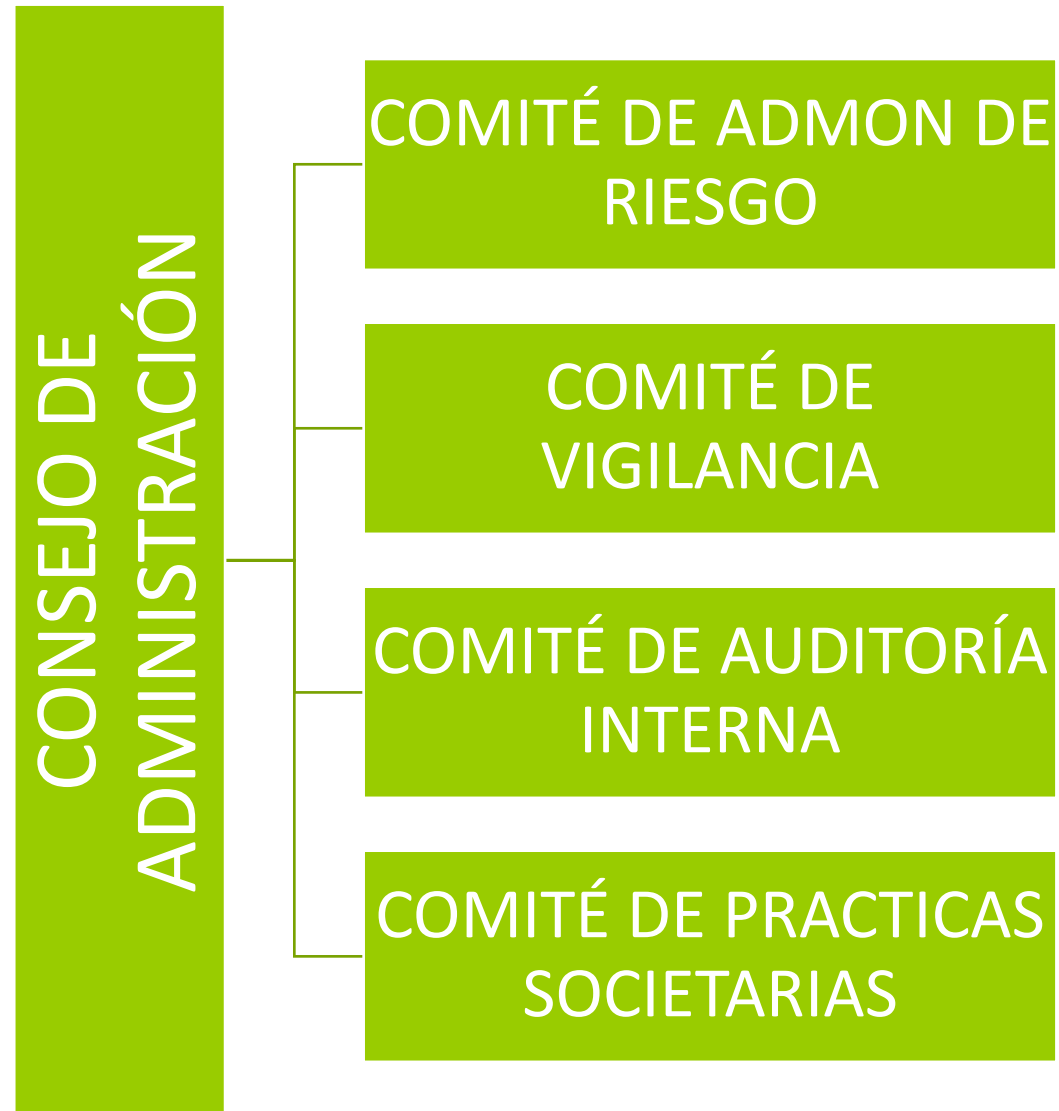 CONSEJO DE
ADMINISTRACIÓN
COMITÉ DE ADMON DE
RIESGO
COMITÉ DE
VIGILANCIA
COMITÉ DE AUDITORÍA
INTERNA
COMITÉ DE PRACTICAS
SOCIETARIAS